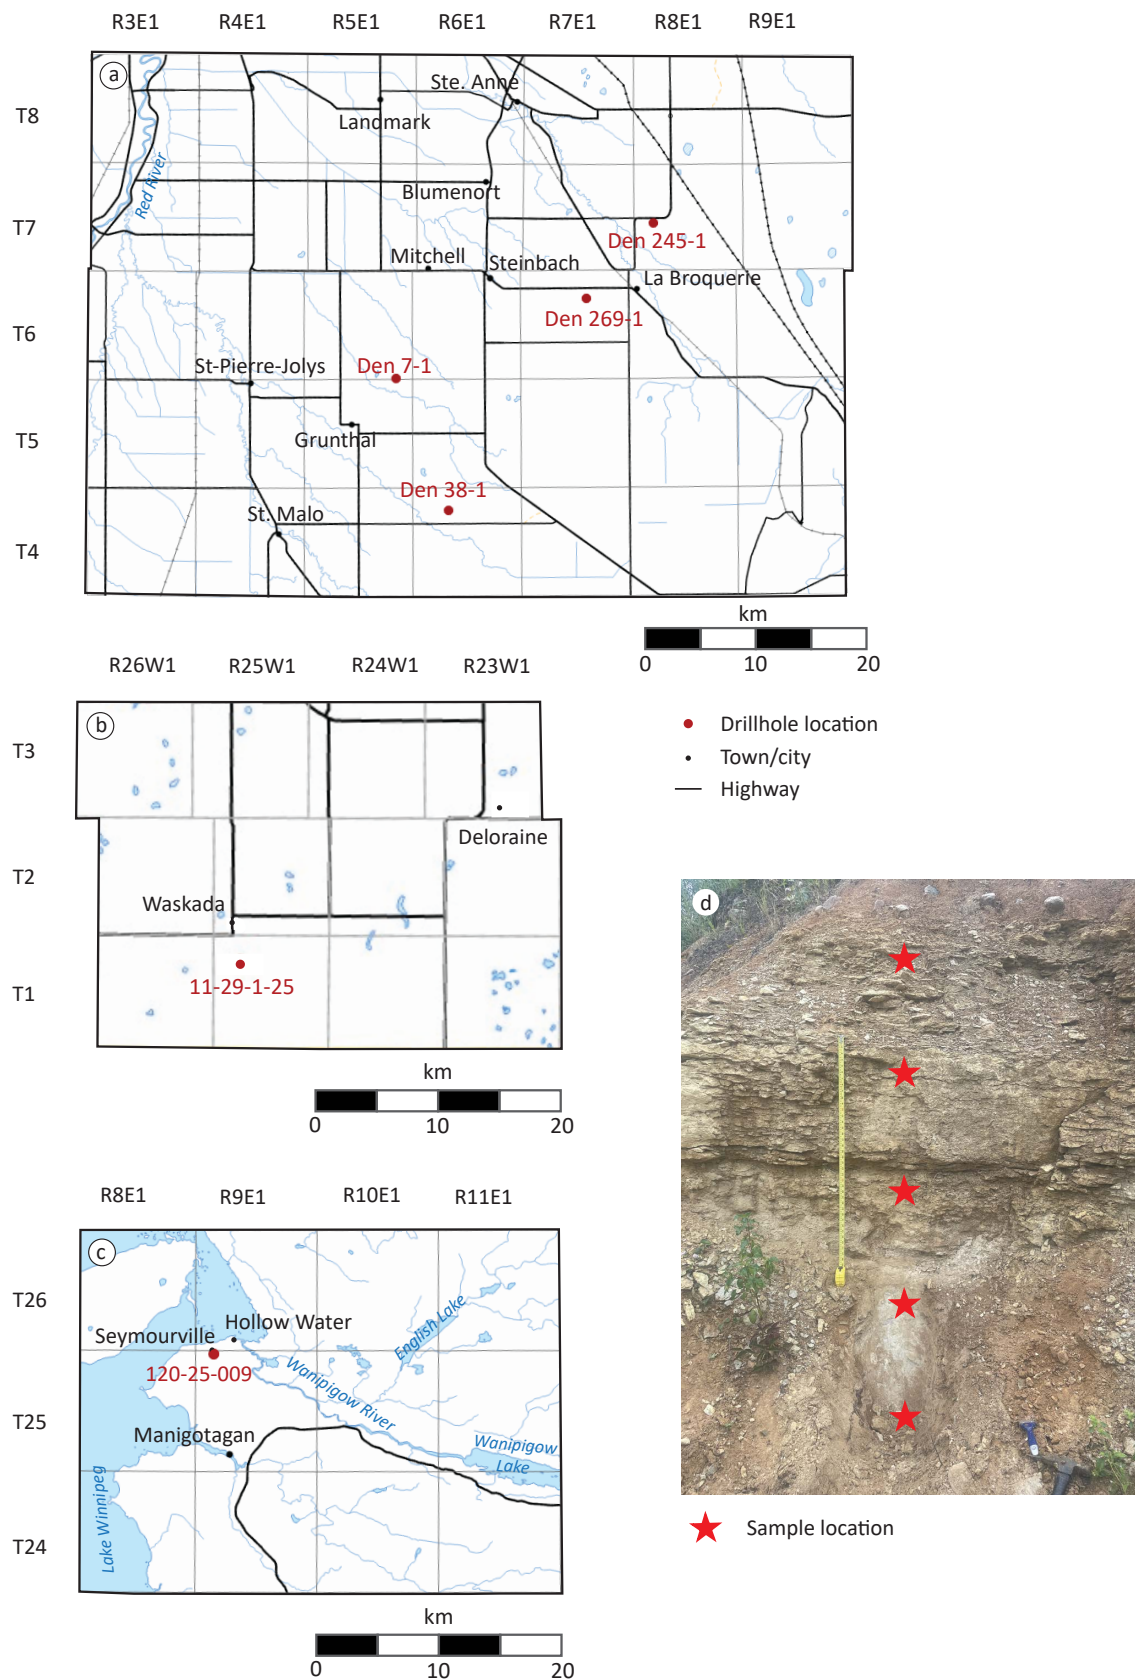 R3E1 R4E1 R5E1 R6E1 R7E1 R8E1 R9E1
a
T8
T7
T6
T5
T4
Ste. Anne
Landmark
Red River
Blumenort
Den 245-1
Mitchell
Steinbach
La Broquerie
Den 269-1
St-Pierre-Jolys
Den 7-1
Grunthal
Den 38-1
St. Malo
km
0 10 20
R26W1 R25W1 R24W1 R23W1
b
T3
T2
T1
Deloraine
Waskada
11-29-1-25
km
0 10 20
Drillhole location
Town/city
Highway
R8E1 R9E1 R10E1 R11E1
c
T26
T25
T24
Hollow Water
Seymourville
120-25-009
English Lake
Wanipigow River
Manigotagan
Wanipigow
Lake
Lake Winnipeg
km
0 10 20
d
Sample location